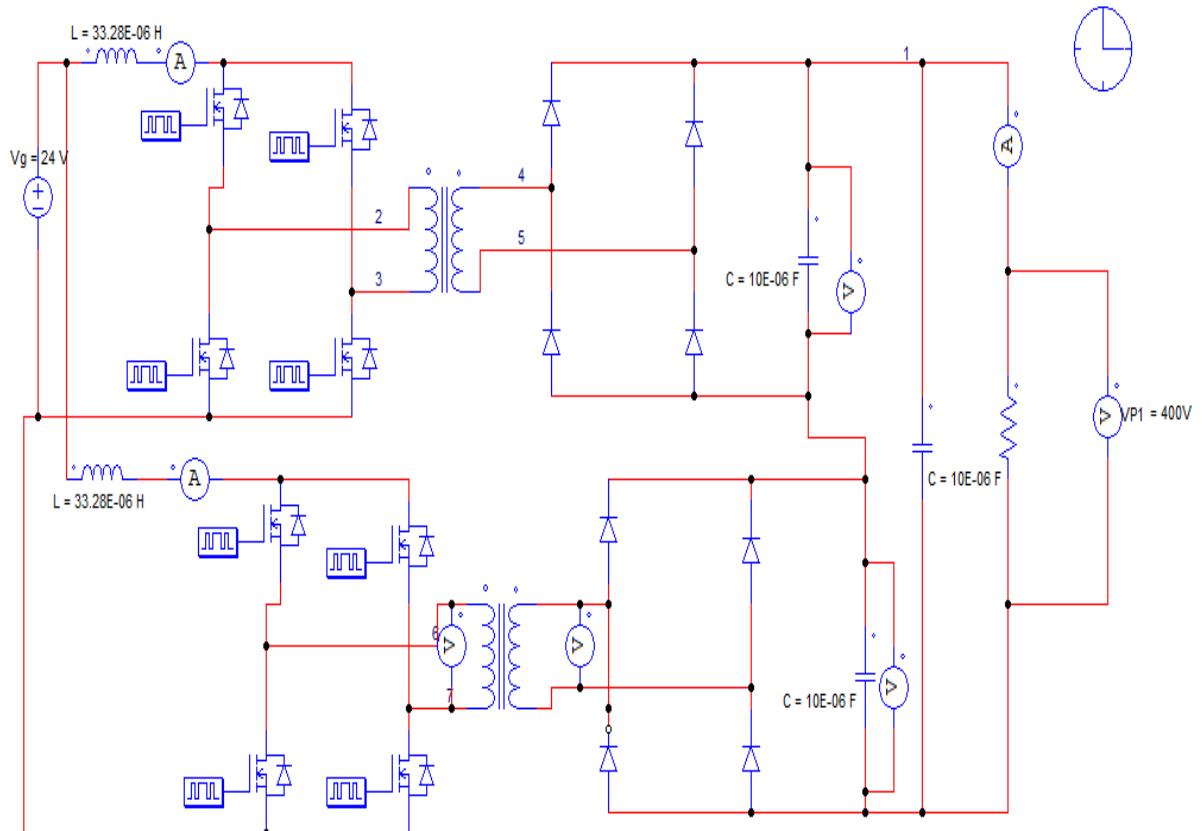 L = 33.28E-06 H
A
1
Vg = 24 V
A
4
2
5
3
C = 10E-06 F
V
V
VP1 = 400V
C = 10E-06 F
A
L = 33.28E-06 H
6
V
V
7
V
C = 10E-06 F